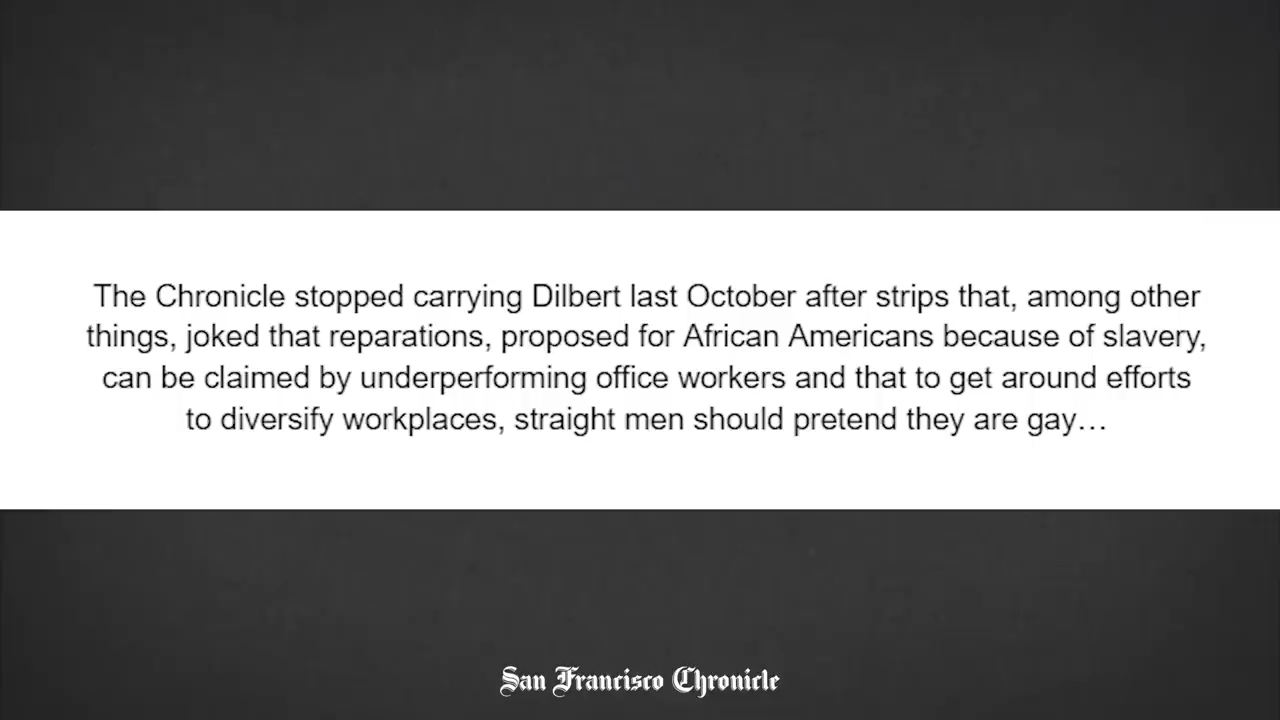 The Chronicle stopped carrying Dilbert last October after strips that, among other
things, joked that reparations, proposed for African Americans because of slavery,
can be claimed by underperforming office workers and that to get around efforts
to diversify workplaces, straight men should pretend they are gay…
San Francisco Chronicle